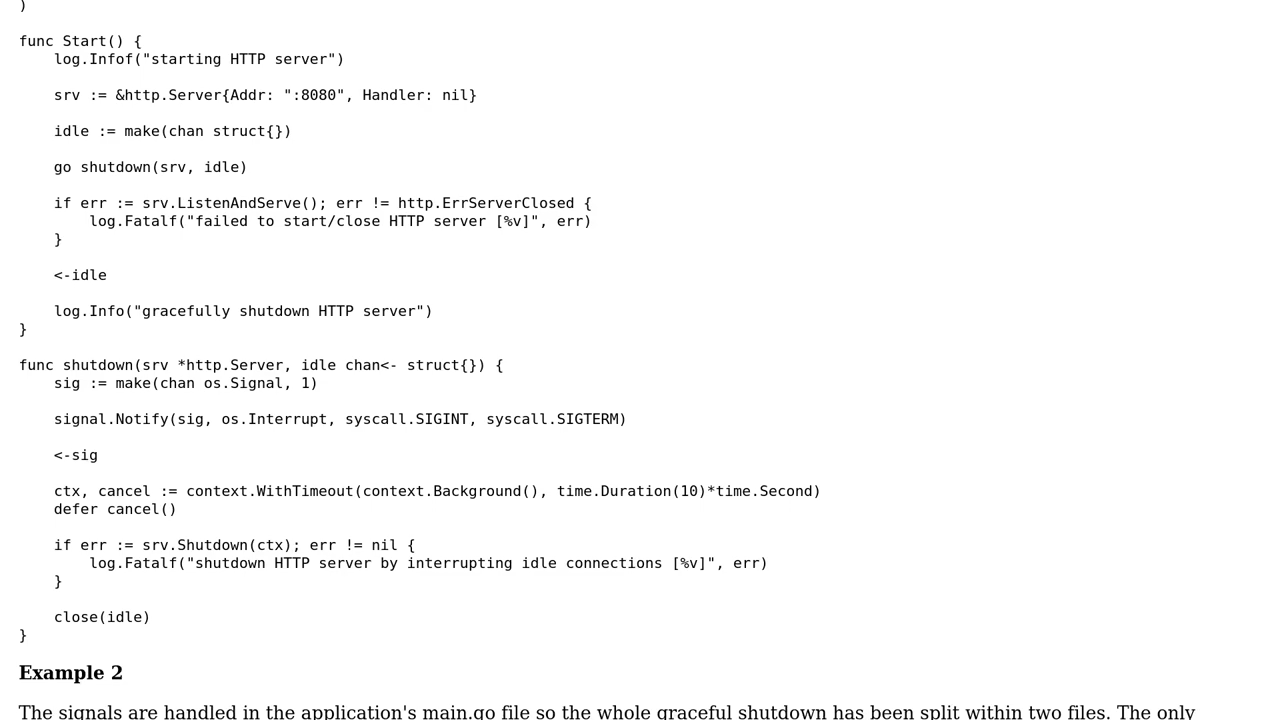 )
func Start() {
    log.Infof("starting HTTP server")
    srv := &http.Server{Addr: ":8080", Handler: nil}
    idle := make(chan struct{})
    go shutdown(srv, idle)
    if err := srv.ListenAndServe(); err != http.ErrServerClosed {
        log.Fatalf("failed to start/close HTTP server [%v]", err)
    }
    <-idle
    log.Info("gracefully shutdown HTTP server")
}
func shutdown(srv *http.Server, idle chan<- struct{}) {
    sig := make(chan os.Signal, 1)
    signal.Notify(sig, os.Interrupt, syscall.SIGINT, syscall.SIGTERM)
    <-sig
    ctx, cancel := context.WithTimeout(context.Background(), time.Duration(10)*time.Second)
    defer cancel()
    if err := srv.Shutdown(ctx); err != nil {
        log.Fatalf("shutdown HTTP server by interrupting idle connections [%v]", err)
    }
    close(idle)
}
Example 2
The signals are handled in the application's main.go file so the whole graceful shutdown has been split within two files. The only